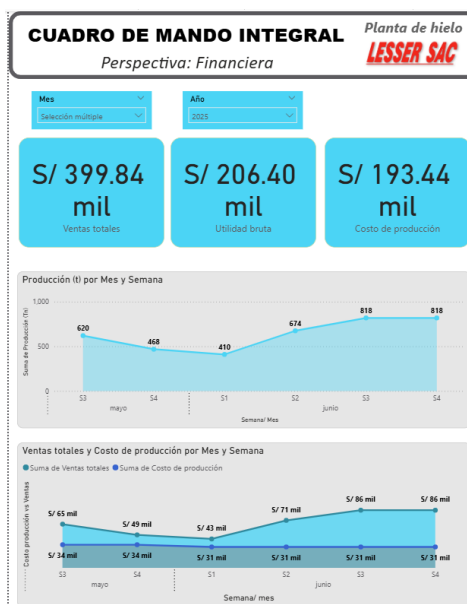 CUADRO DE MANDO INTEGRAL
Perspectiva: Financiera
Planta de hielo
LESSER SAC
Mes
Selección múltiple
Año
2025
S/ 399.84
mil
Ventas totales
S/ 206.40
mil
Utilidad bruta
S/ 193.44
mil
Costo de producción
Producción (t) por Mes y Semana
Suma de Producción (Tn)
1,000
500
0
620
468
410
674
818
818
S3
S4
S1
S2
S3
S4
mayo
junio
Semana/ Mes
Ventas totales y Costo de producción por Mes y Semana
Suma de Ventas totales
Suma de Costo de producción
Costo producción vs Ventas
S/ 65 mil
S/ 49 mil
S/ 43 mil
S/ 71 mil
S/ 86 mil
S/ 86 mil
S/ 34 mil
S/ 34 mil
S/ 31 mil
S/ 31 mil
S/ 31 mil
S/ 31 mil
S3
S4
S1
S2
S3
S4
mayo
junio
Semana/ mes